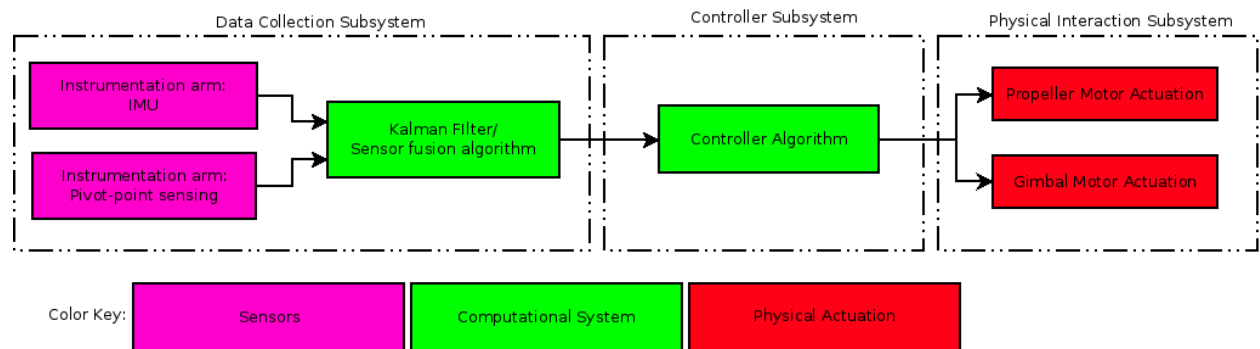 Data Collection Subsystem
Controller Subsystem
Physical Interaction Subsystem
Instrumentation arm:
IMU
Instrumentation arm:
Pivot-point sensing
Kalman FIlter/
Sensor fusion algorithm
Controller Algorithm
Propeller Motor Actuation
Gimbal Motor Actuation
Color Key:
Sensors
Computational System
Physical Actuation